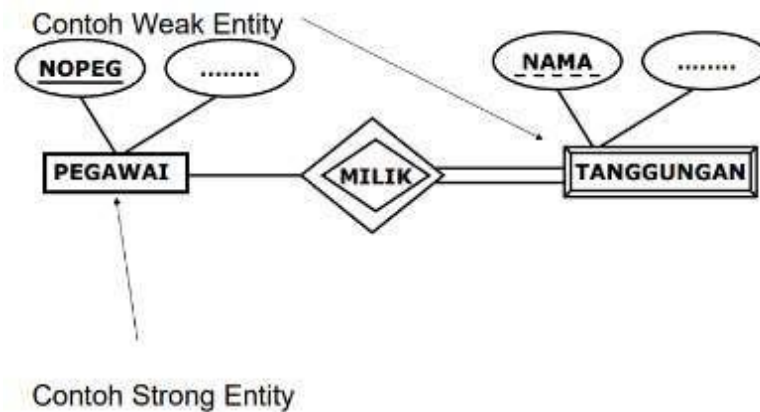 Contoh Weak Entity
NOPEG
........
NAMA
........
PEGAWAI
MILIK
TANGGUNGAN
Contoh Strong Entity